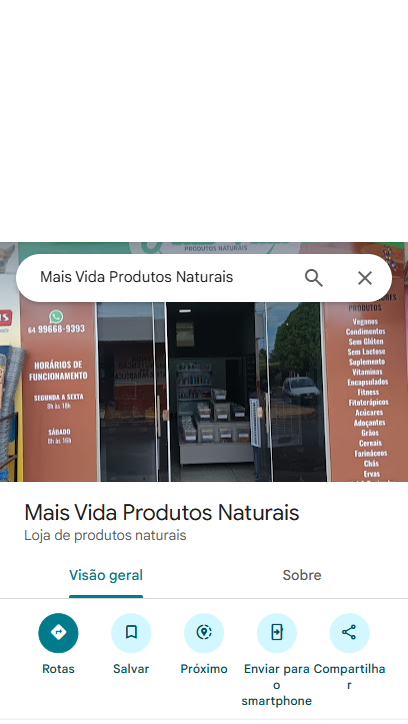 PRODUTOS NATURAIS
Mais Vida Produtos Naturais
64 99668-9393
HORÁRIOS DE
FUNCIONAMENTO
SEGUNDA A SEXTA
8h às 18h
SÁBADO
8h às 16h
PRODUTOS
Veganos
Condimentos
Sem Glúten
Sem Lactose
Suplemento
Vitaminas
Encapsulados
Fitness
Fitoterápicos
Acúcares
Adoçantes
Grãos
Cereais
Farináceos
Chás
Ervas
Mais Vida Produtos Naturais
Loja de produtos naturais
Visão geral
Sobre
Rotas
Salvar
Próximo
Enviar para
o
smartphone
Compartilha
r